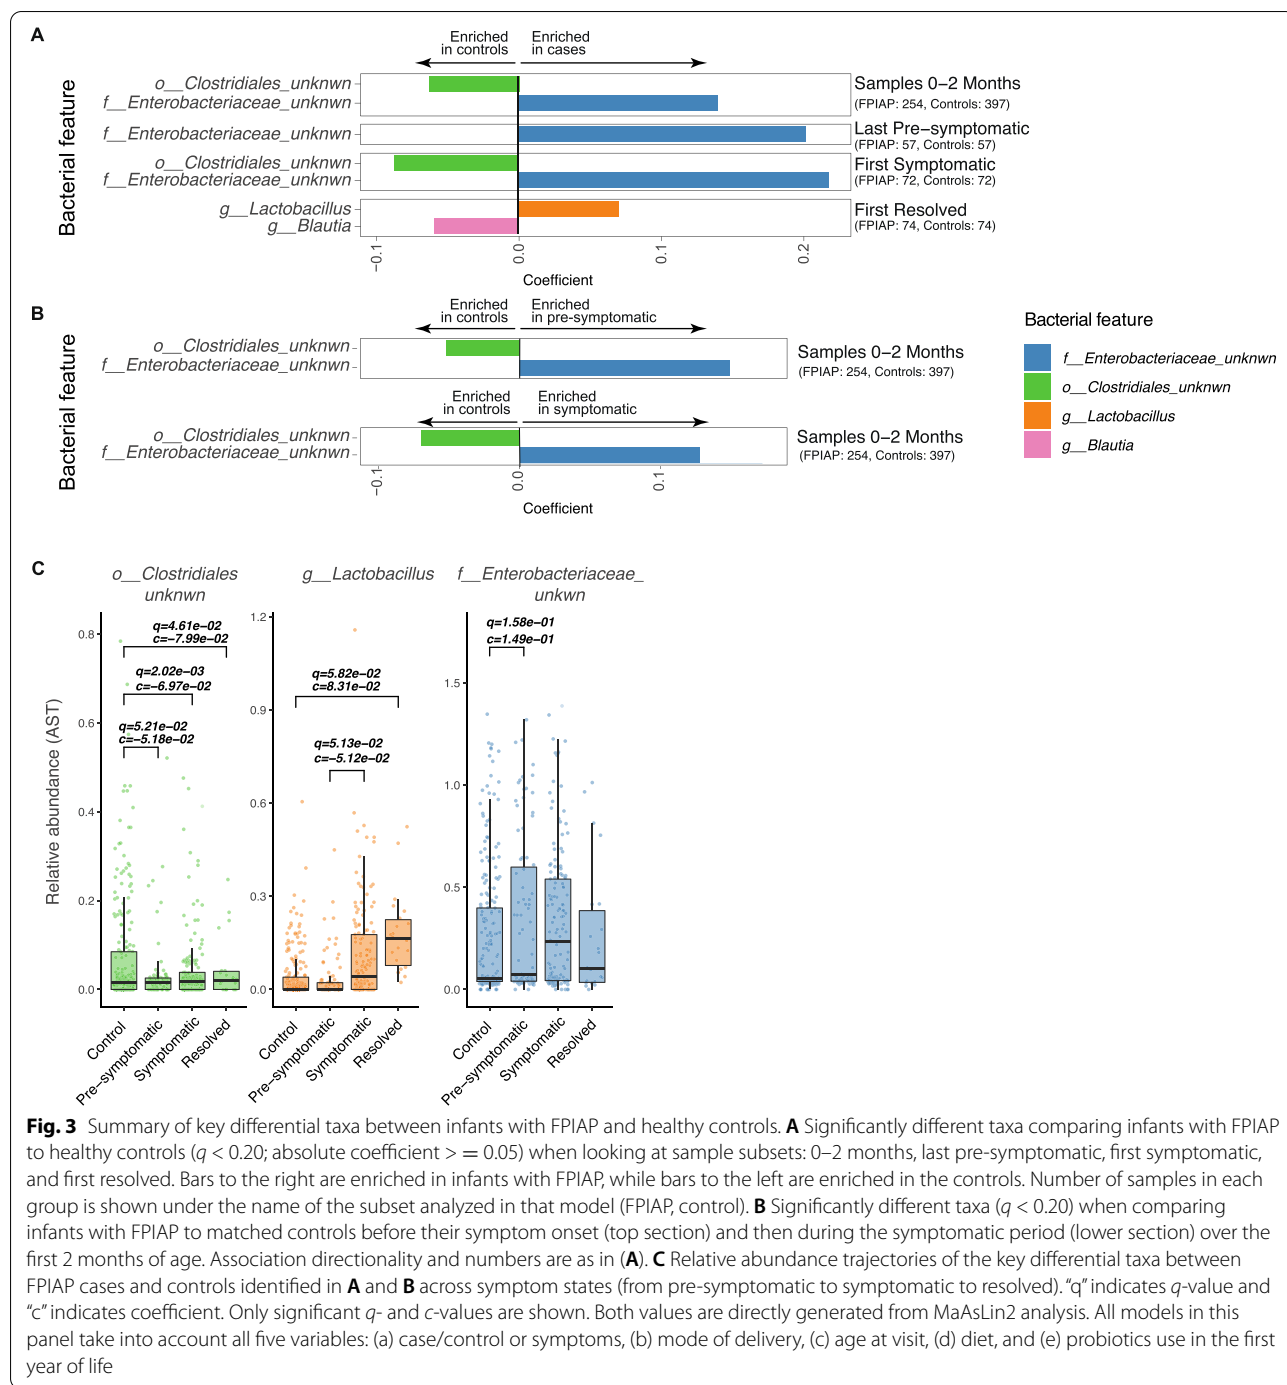 A
Enriched
in controls
Enriched
in cases
Bacterial feature
o__Clostridiales_unknwn
f__Enterobacteriaceae_unknwn
Samples 0–2 Months
(FPIAP: 254, Controls: 397)
f__Enterobacteriaceae_unknwn
Last Pre–symptomatic
(FPIAP: 57, Controls: 57)
o__Clostridiales_unknwn
f__Enterobacteriaceae_unknwn
First Symptomatic
(FPIAP: 72, Controls: 72)
g__Lactobacillus
g__Blautia
First Resolved
(FPIAP: 74, Controls: 74)
−0.1
0.0
0.1
0.2
Coefficient
B
Enriched
in controls
Enriched
in pre-symptomatic
Bacterial feature
o__Clostridiales_unknwn
f__Enterobacteriaceae_unknwn
Samples 0–2 Months
(FPIAP: 254, Controls: 397)
Enriched
in controls
Enriched
in symptomatic
Bacterial feature
o__Clostridiales_unknwn
f__Enterobacteriaceae_unknwn
Samples 0–2 Months
(FPIAP: 254, Controls: 397)
−0.1
0.0
0.1
Coefficient
Bacterial feature
f__Enterobacteriaceae_unknwn
o__Clostridiales_unknwn
g__Lactobacillus
g__Blautia
C
o__Clostridiales
unknwn
Relative abundance (AST)
0.8
0.6
0.4
0.2
0.0
q=4.61e−02
c=−7.99e−02
q=2.02e−03
c=−6.97e−02
q=5.21e−02
c=−5.18e−02
Control
Pre−symptomatic
Symptomatic
Resolved
g__Lactobacillus
1.2
0.9
0.6
0.3
0.0
q=5.82e−02
c=8.31e−02
q=5.13e−02
c=−5.12e−02
Control
Pre−symptomatic
Symptomatic
Resolved
f__Enterobacteriaceae_
unkwn
1.5
1.0
0.5
0.0
q=1.58e−01
c=1.49e−01
Control
Pre−symptomatic
Symptomatic
Resolved
Fig. 3 Summary of key differential taxa between infants with FPIAP and healthy controls. A Significantly different taxa comparing infants with FPIAP
to healthy controls (q < 0.20; absolute coefficient > = 0.05) when looking at sample subsets: 0–2 months, last pre-symptomatic, first symptomatic,
and first resolved. Bars to the right are enriched in infants with FPIAP, while bars to the left are enriched in the controls. Number of samples in each
group is shown under the name of the subset analyzed in that model (FPIAP, control). B Significantly different taxa (q < 0.20) when comparing
infants with FPIAP to matched controls before their symptom onset (top section) and then during the symptomatic period (lower section) over the
first 2 months of age. Association directionality and numbers are as in (A). C Relative abundance trajectories of the key differential taxa between
FPIAP cases and controls identified in A and B across symptom states (from pre-symptomatic to symptomatic to resolved). “q” indicates q-value and
“c” indicates coefficient. Only significant q- and c-values are shown. Both values are directly generated from MaAsLin2 analysis. All models in this
panel take into account all five variables: (a) case/control or symptoms, (b) mode of delivery, (c) age at visit, (d) diet, and (e) probiotics use in the first
year of life